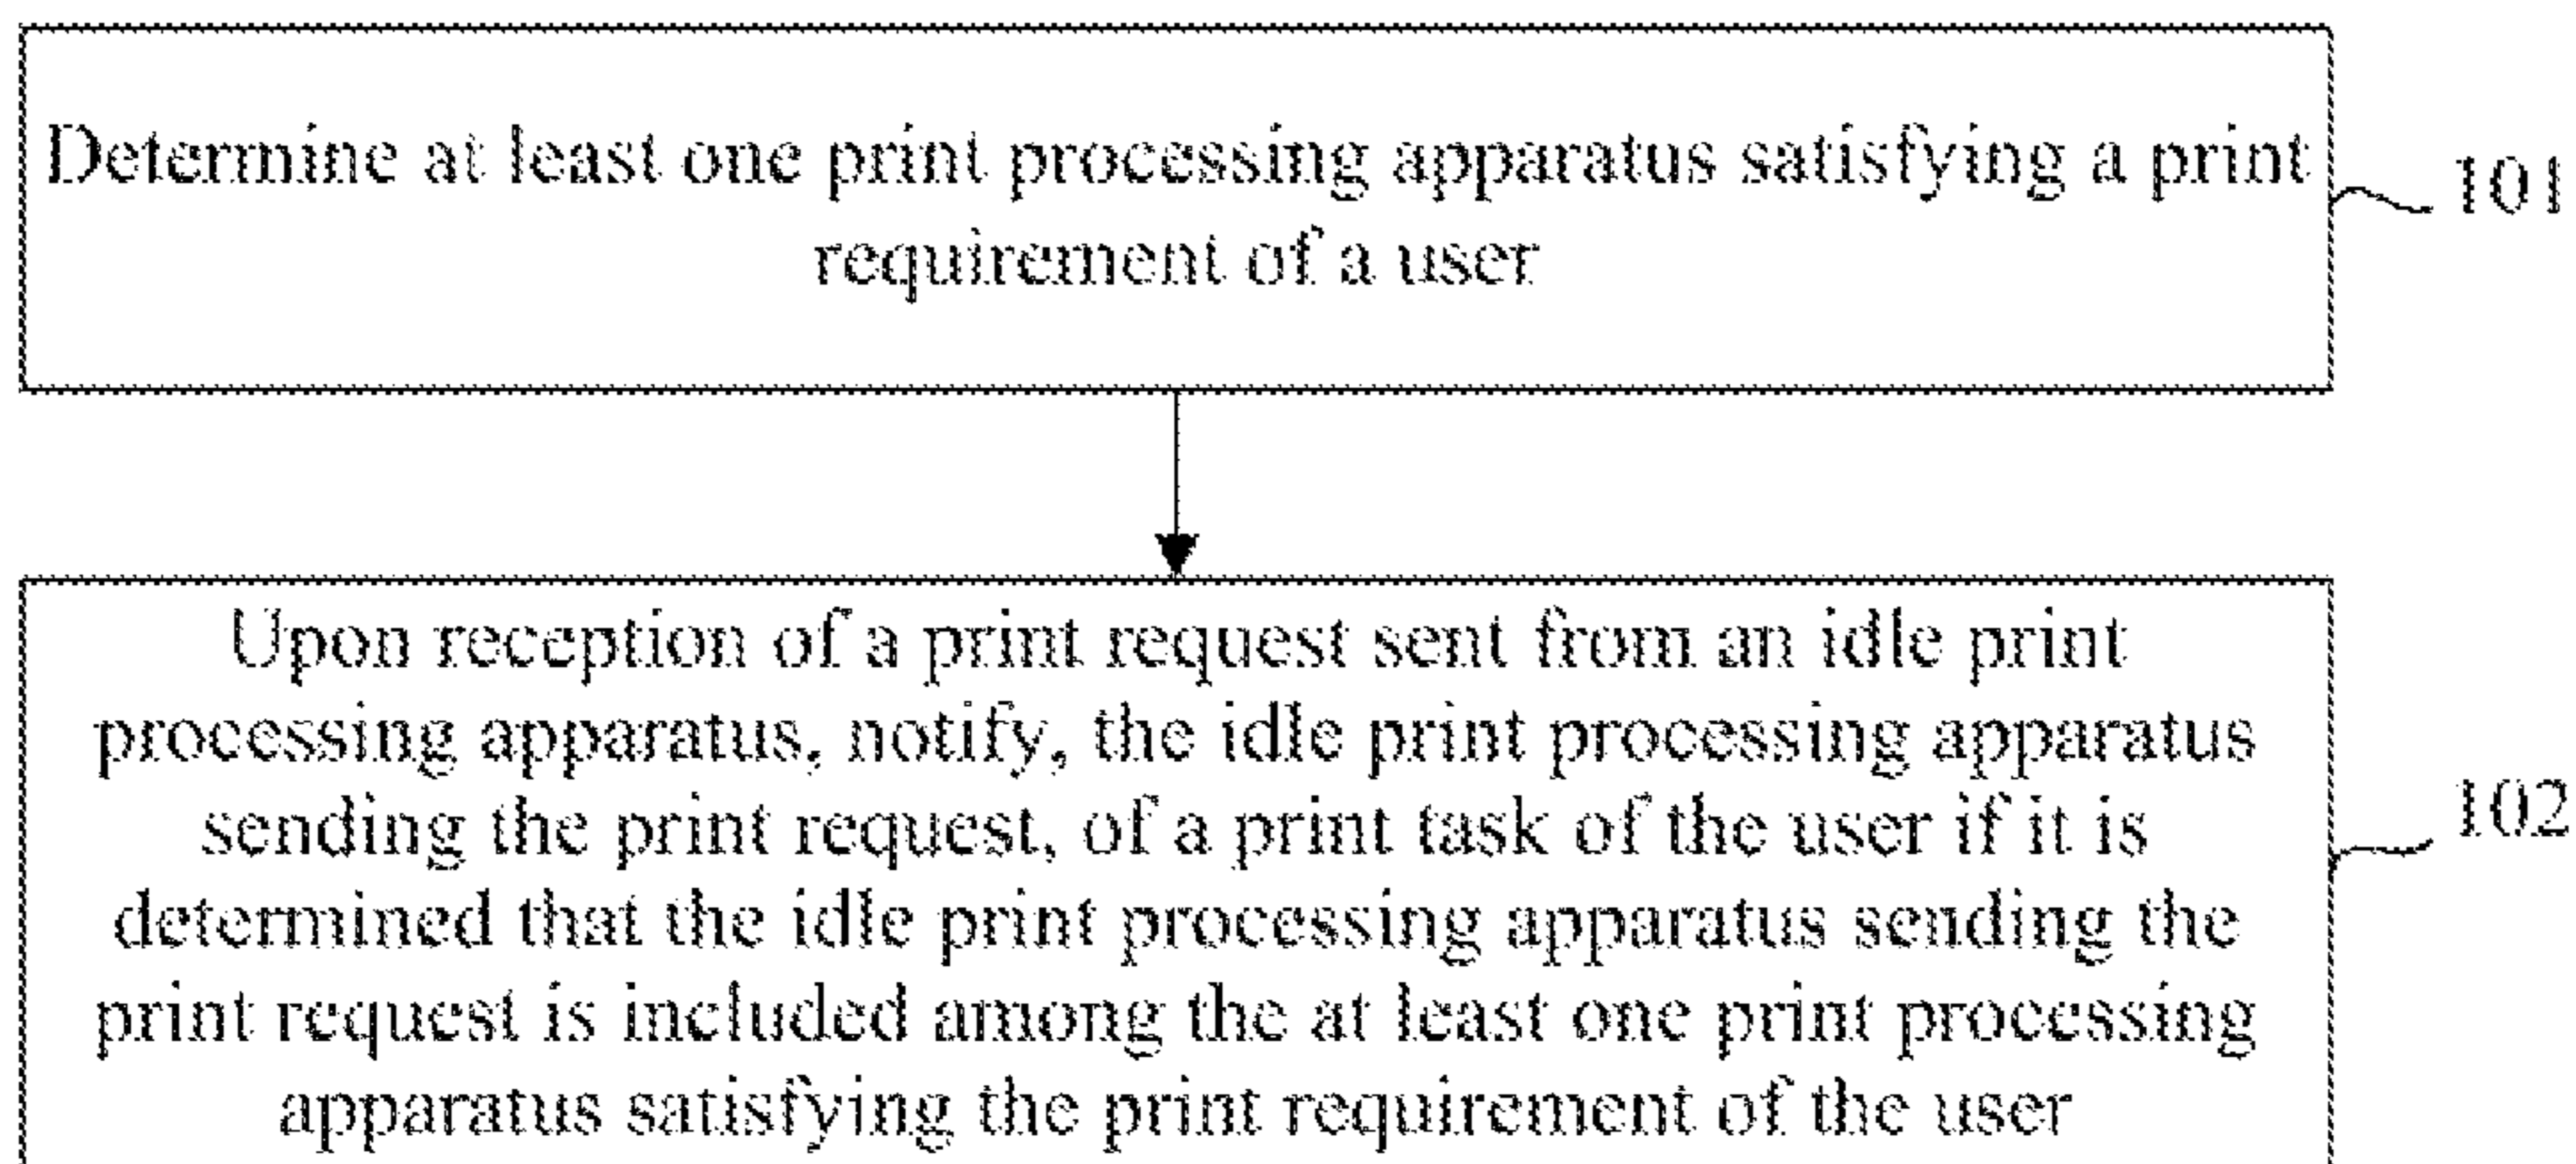 Determine at least one print processing apparatus satisfying a print
requirement of a user
101
Upon reception of a print request sent from an idle print
processing apparatus, notify, the idle print processing apparatus
sending the print request, of a print task of the user if it is
determined that the idle print processing apparatus sending the
print request is included among the at least one print processing
apparatus satisfying the print requirement of the user
102